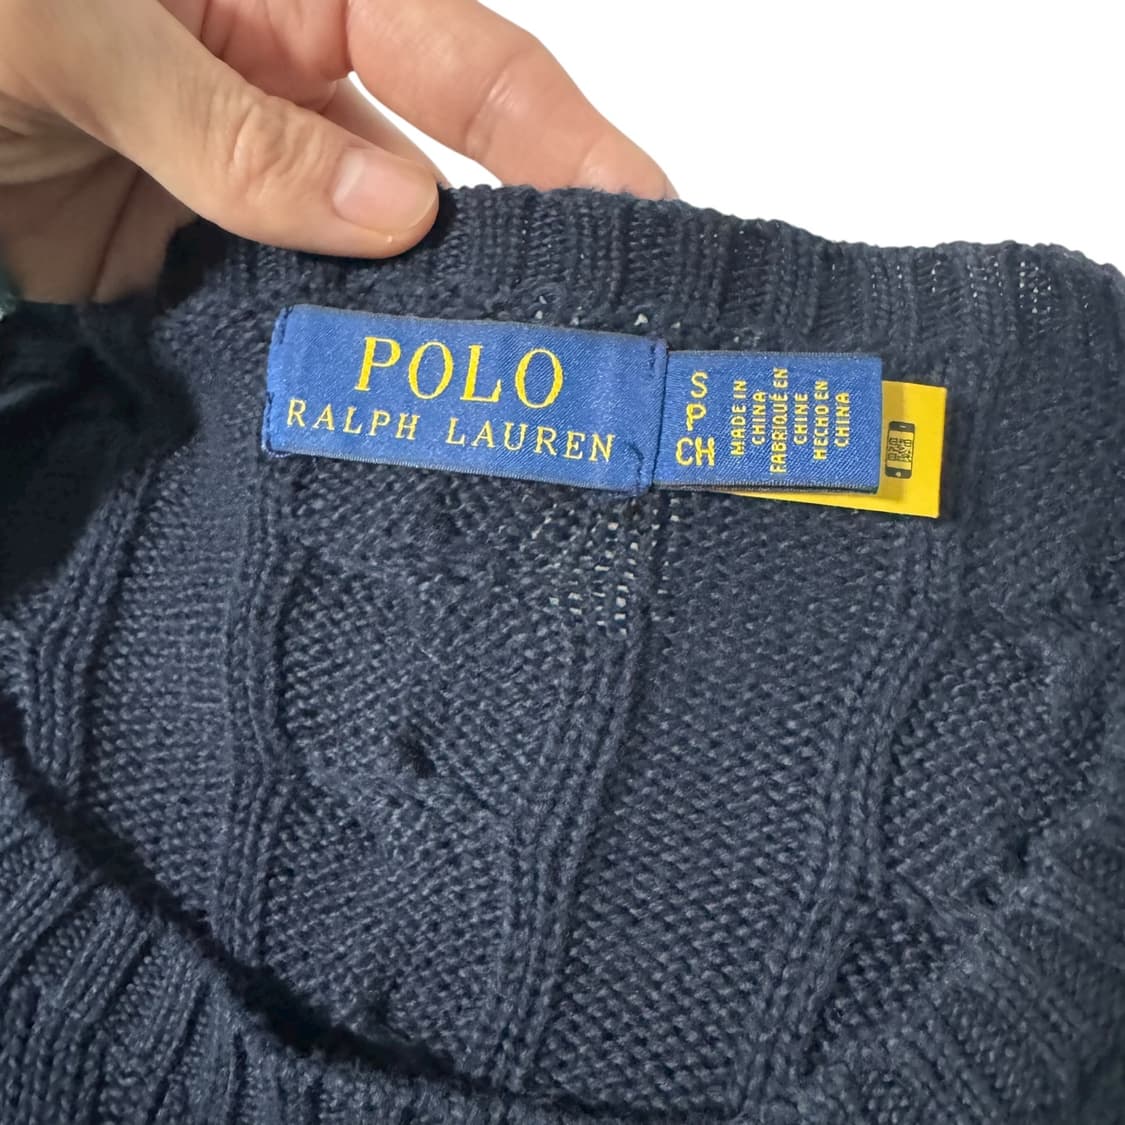 POLO
RALPH LAUREN
S
P
CH
MADE IN
CHINA
FABRIQUÉ EN
CHINE
HECHO EN
CHINA